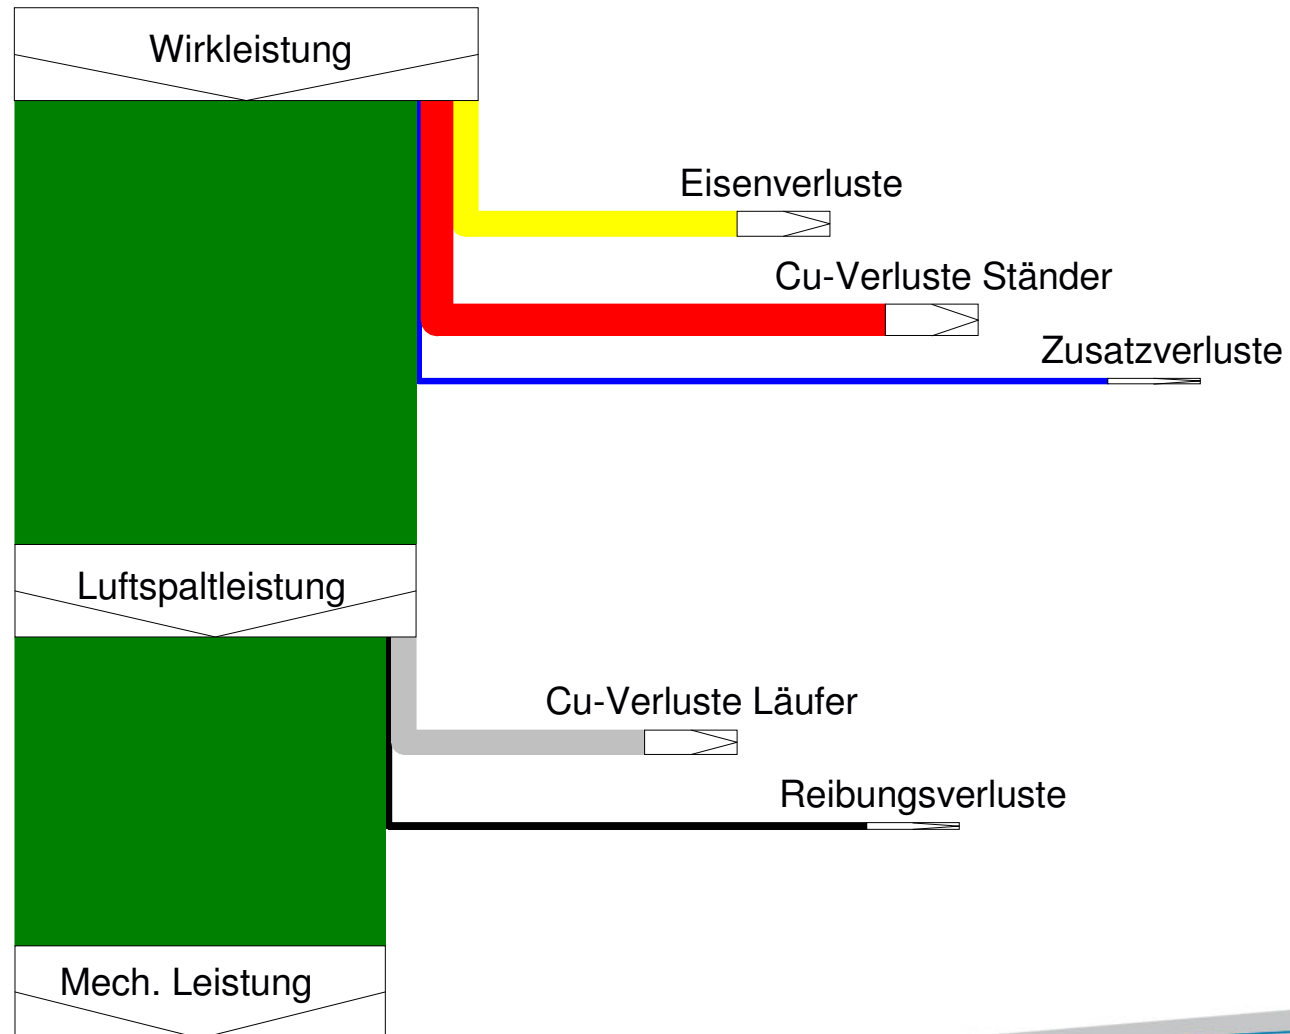 Wirkleistung
Eisenverluste
Cu-Verluste Ständer
Zusatzverluste
Luftspaltleistung
Cu-Verluste Läufer
Reibungsverluste
Mech. Leistung